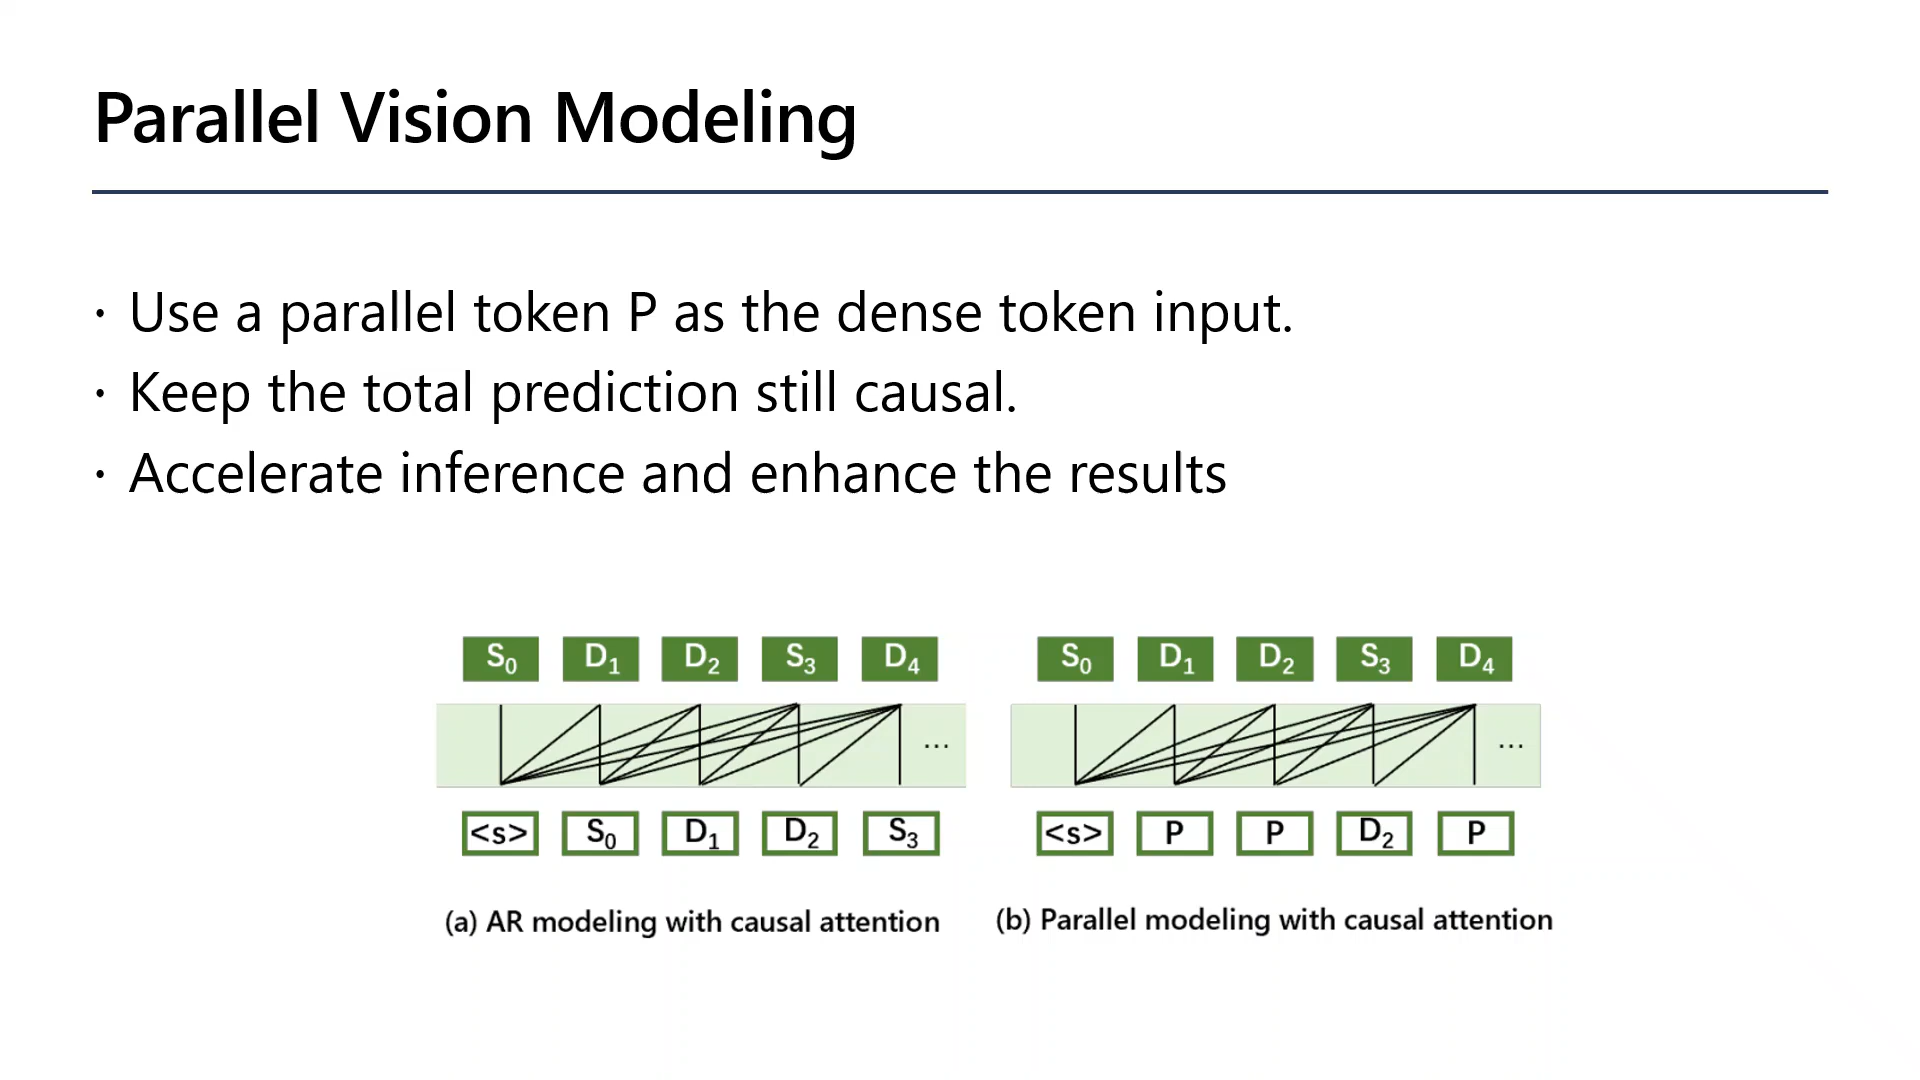 Parallel Vision Modeling
· Use a parallel token P as the dense token input.
· Keep the total prediction still causal.
· Accelerate inference and enhance the results
S₀ D₁ D₂ S₃ D₄ S₀ D₁ D₂ S₃ D₄
... ...
<s> S₀ D₁ D₂ S₃ <s> P P D₂ P
(a) AR modeling with causal attention (b) Parallel modeling with causal attention